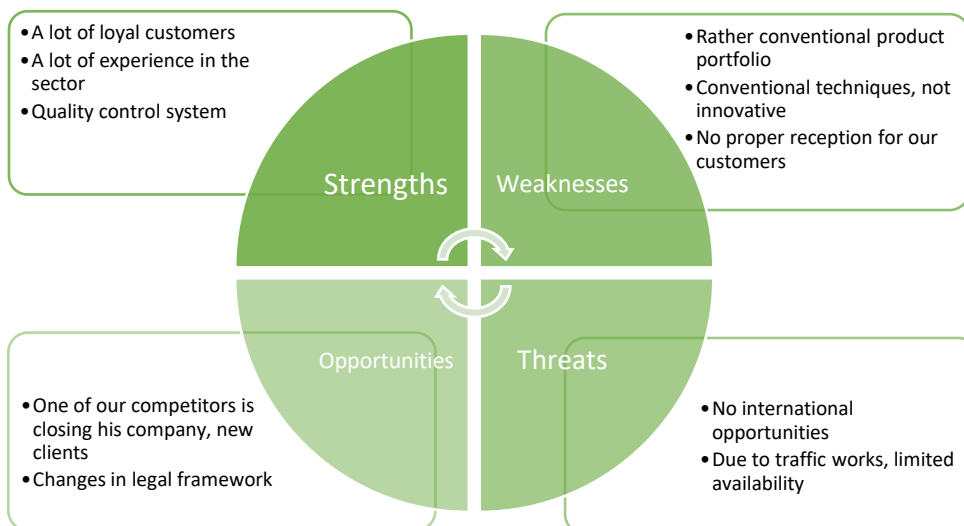 •A lot of loyal customers
•A lot of experience in the
sector
•Quality control system
Strengths
•Rather conventional product
portfolio
•Conventional techniques, not
innovative
•No proper reception for our
customers
Weaknesses
Opportunities
•One of our competitors is
closing his company, new
clients
•Changes in legal framework
Threats
•No international
opportunities
•Due to traffic works, limited
availability